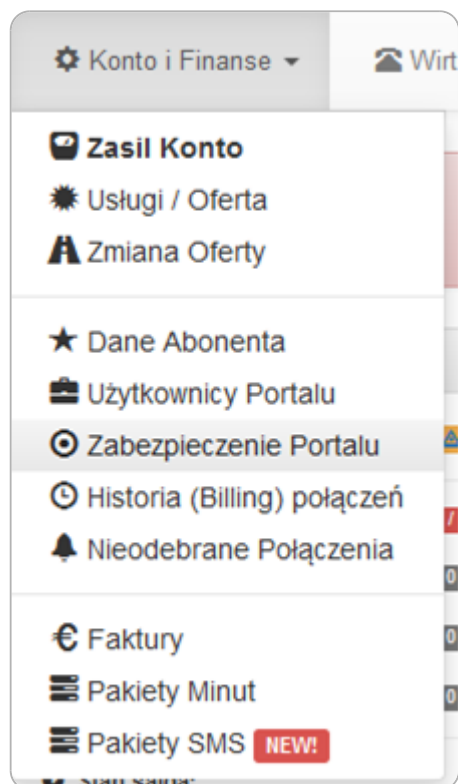 Konto i Finanse
Wirt
Zasil Konto
Usługi / Oferta
Zmiana Oferty
Dane Abonenta
Użytkownicy Portalu
Zabezpieczenie Portalu
Historia (Billing) połączeń
Nieodebrane Połączenia
Faktury
Pakiety Minut
Pakiety SMS NEW!